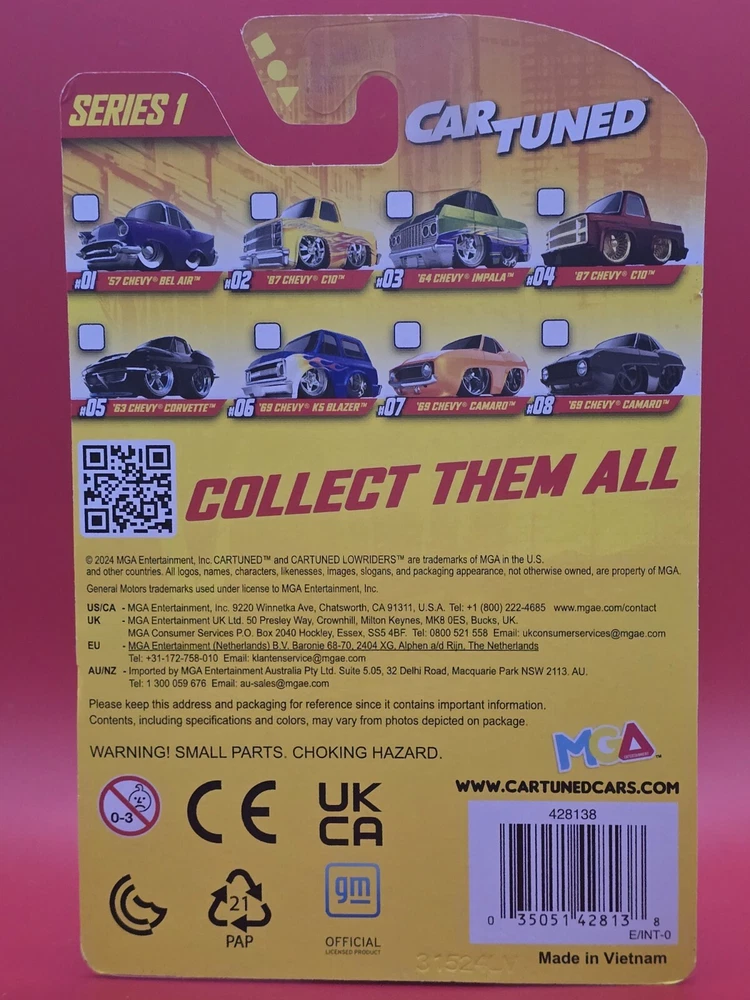 SERIES 1
CARTUNED™
#01 '57 CHEVY® BEL AIR™
#02 '87 CHEVY® C10™
#03 '64 CHEVY® IMPALA™
#04 '87 CHEVY® C10™
#05 '63 CHEVY® CORVETTE™
#06 '69 CHEVY® K5 BLAZER™
#07 '69 CHEVY® CAMARO™
#08 '69 CHEVY® CAMARO™
COLLECT THEM ALL
© 2024 MGA Entertainment, Inc. CARTUNED™ and CARTUNED LOWRIDERS™ are trademarks of MGA in the U.S.
and other countries. All logos, names, characters, likenesses, images, slogans, and packaging appearance, not otherwise owned, are property of MGA.
General Motors trademarks used under license to MGA Entertainment, Inc.
US/CA - MGA Entertainment, Inc. 9220 Winnetka Ave, Chatsworth, CA 91311, U.S.A. Tel: +1 (800) 222-4685 www.mgae.com/contact
UK - MGA Entertainment UK Ltd. 50 Presley Way, Crownhill, Milton Keynes, MK8 0ES, Bucks, UK.
MGA Consumer Services P.O. Box 2040 Hockley, Essex, SS5 4BF. Tel: 0800 521 558 Email: ukconsumerservices@mgae.com
EU - MGA Entertainment (Netherlands) B.V. Baronie 68-70, 2404 XG, Alphen a/d Rijn, The Netherlands
Tel: +31-172-758-010 Email: klantenservice@mgae.com
AU/NZ - Imported by MGA Entertainment Australia Pty Ltd. Suite 5.05, 32 Delhi Road, Macquarie Park NSW 2113. AU.
Tel: 1 300 059 676 Email: au-sales@mgae.com
Please keep this address and packaging for reference since it contains important information.
Contents, including specifications and colors, may vary from photos depicted on package.
MGA™
WARNING! SMALL PARTS. CHOKING HAZARD.
WWW.CARTUNEDCARS.COM
0-3
CE
UK
CA
428138
0 35051 42813 8
E/INT-0
21
PAP
gm
OFFICIAL
LICENSED PRODUCT
Made in Vietnam